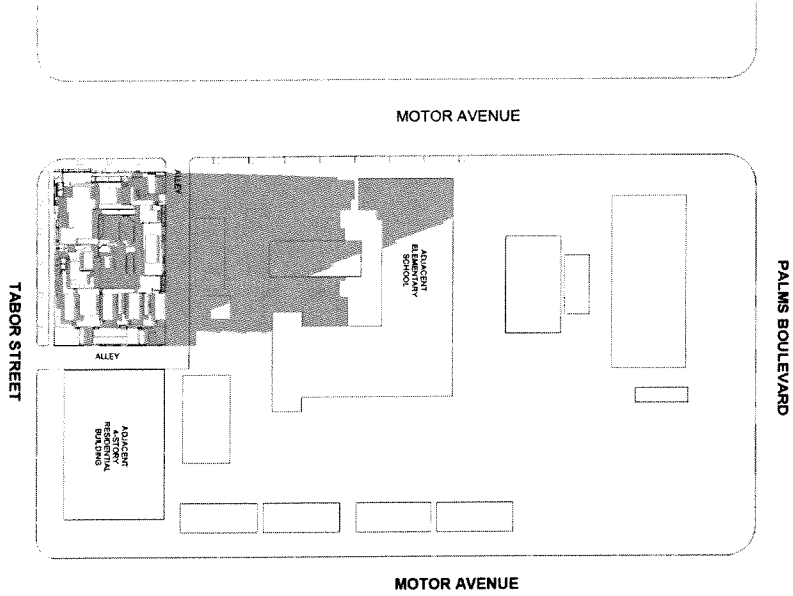 MOTOR AVENUE
ALLEY
ADJACENT
ELEMENTARY
SCHOOL
PALMS BOULEVARD
TABOR STREET
ALLEY
ADJACENT
4-STORY
RESIDENTIAL
BUILDING
MOTOR AVENUE